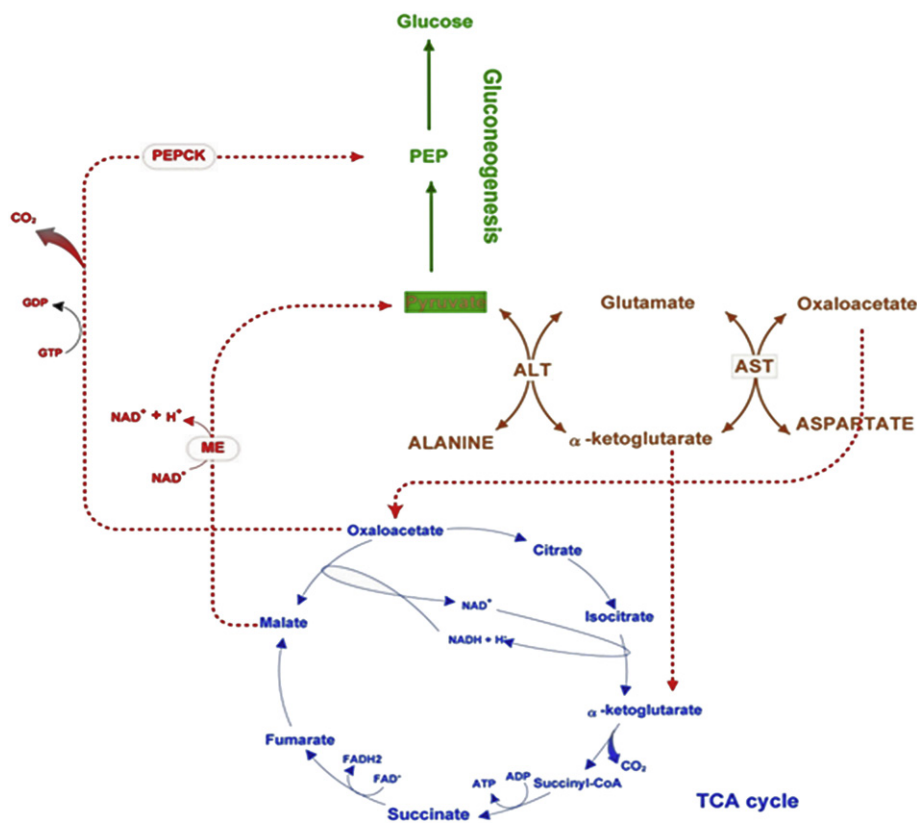 Glucose
Gluconeogenesis
PEPCK
PEP
CO₂
GDP
GTP
Pyruvate
Glutamate
Oxaloacetate
ALT
AST
NAD⁺ + H⁺
ME
NAD⁺
ALANINE
α-ketoglutarate
ASPARTATE
Oxaloacetate
Citrate
Malate
NAD⁺
Isocitrate
NADH + H⁺
α-ketoglutarate
Fumarate
FADH2
FAD⁺
CO₂
ATP
ADP
Succinyl-CoA
Succinate
TCA cycle